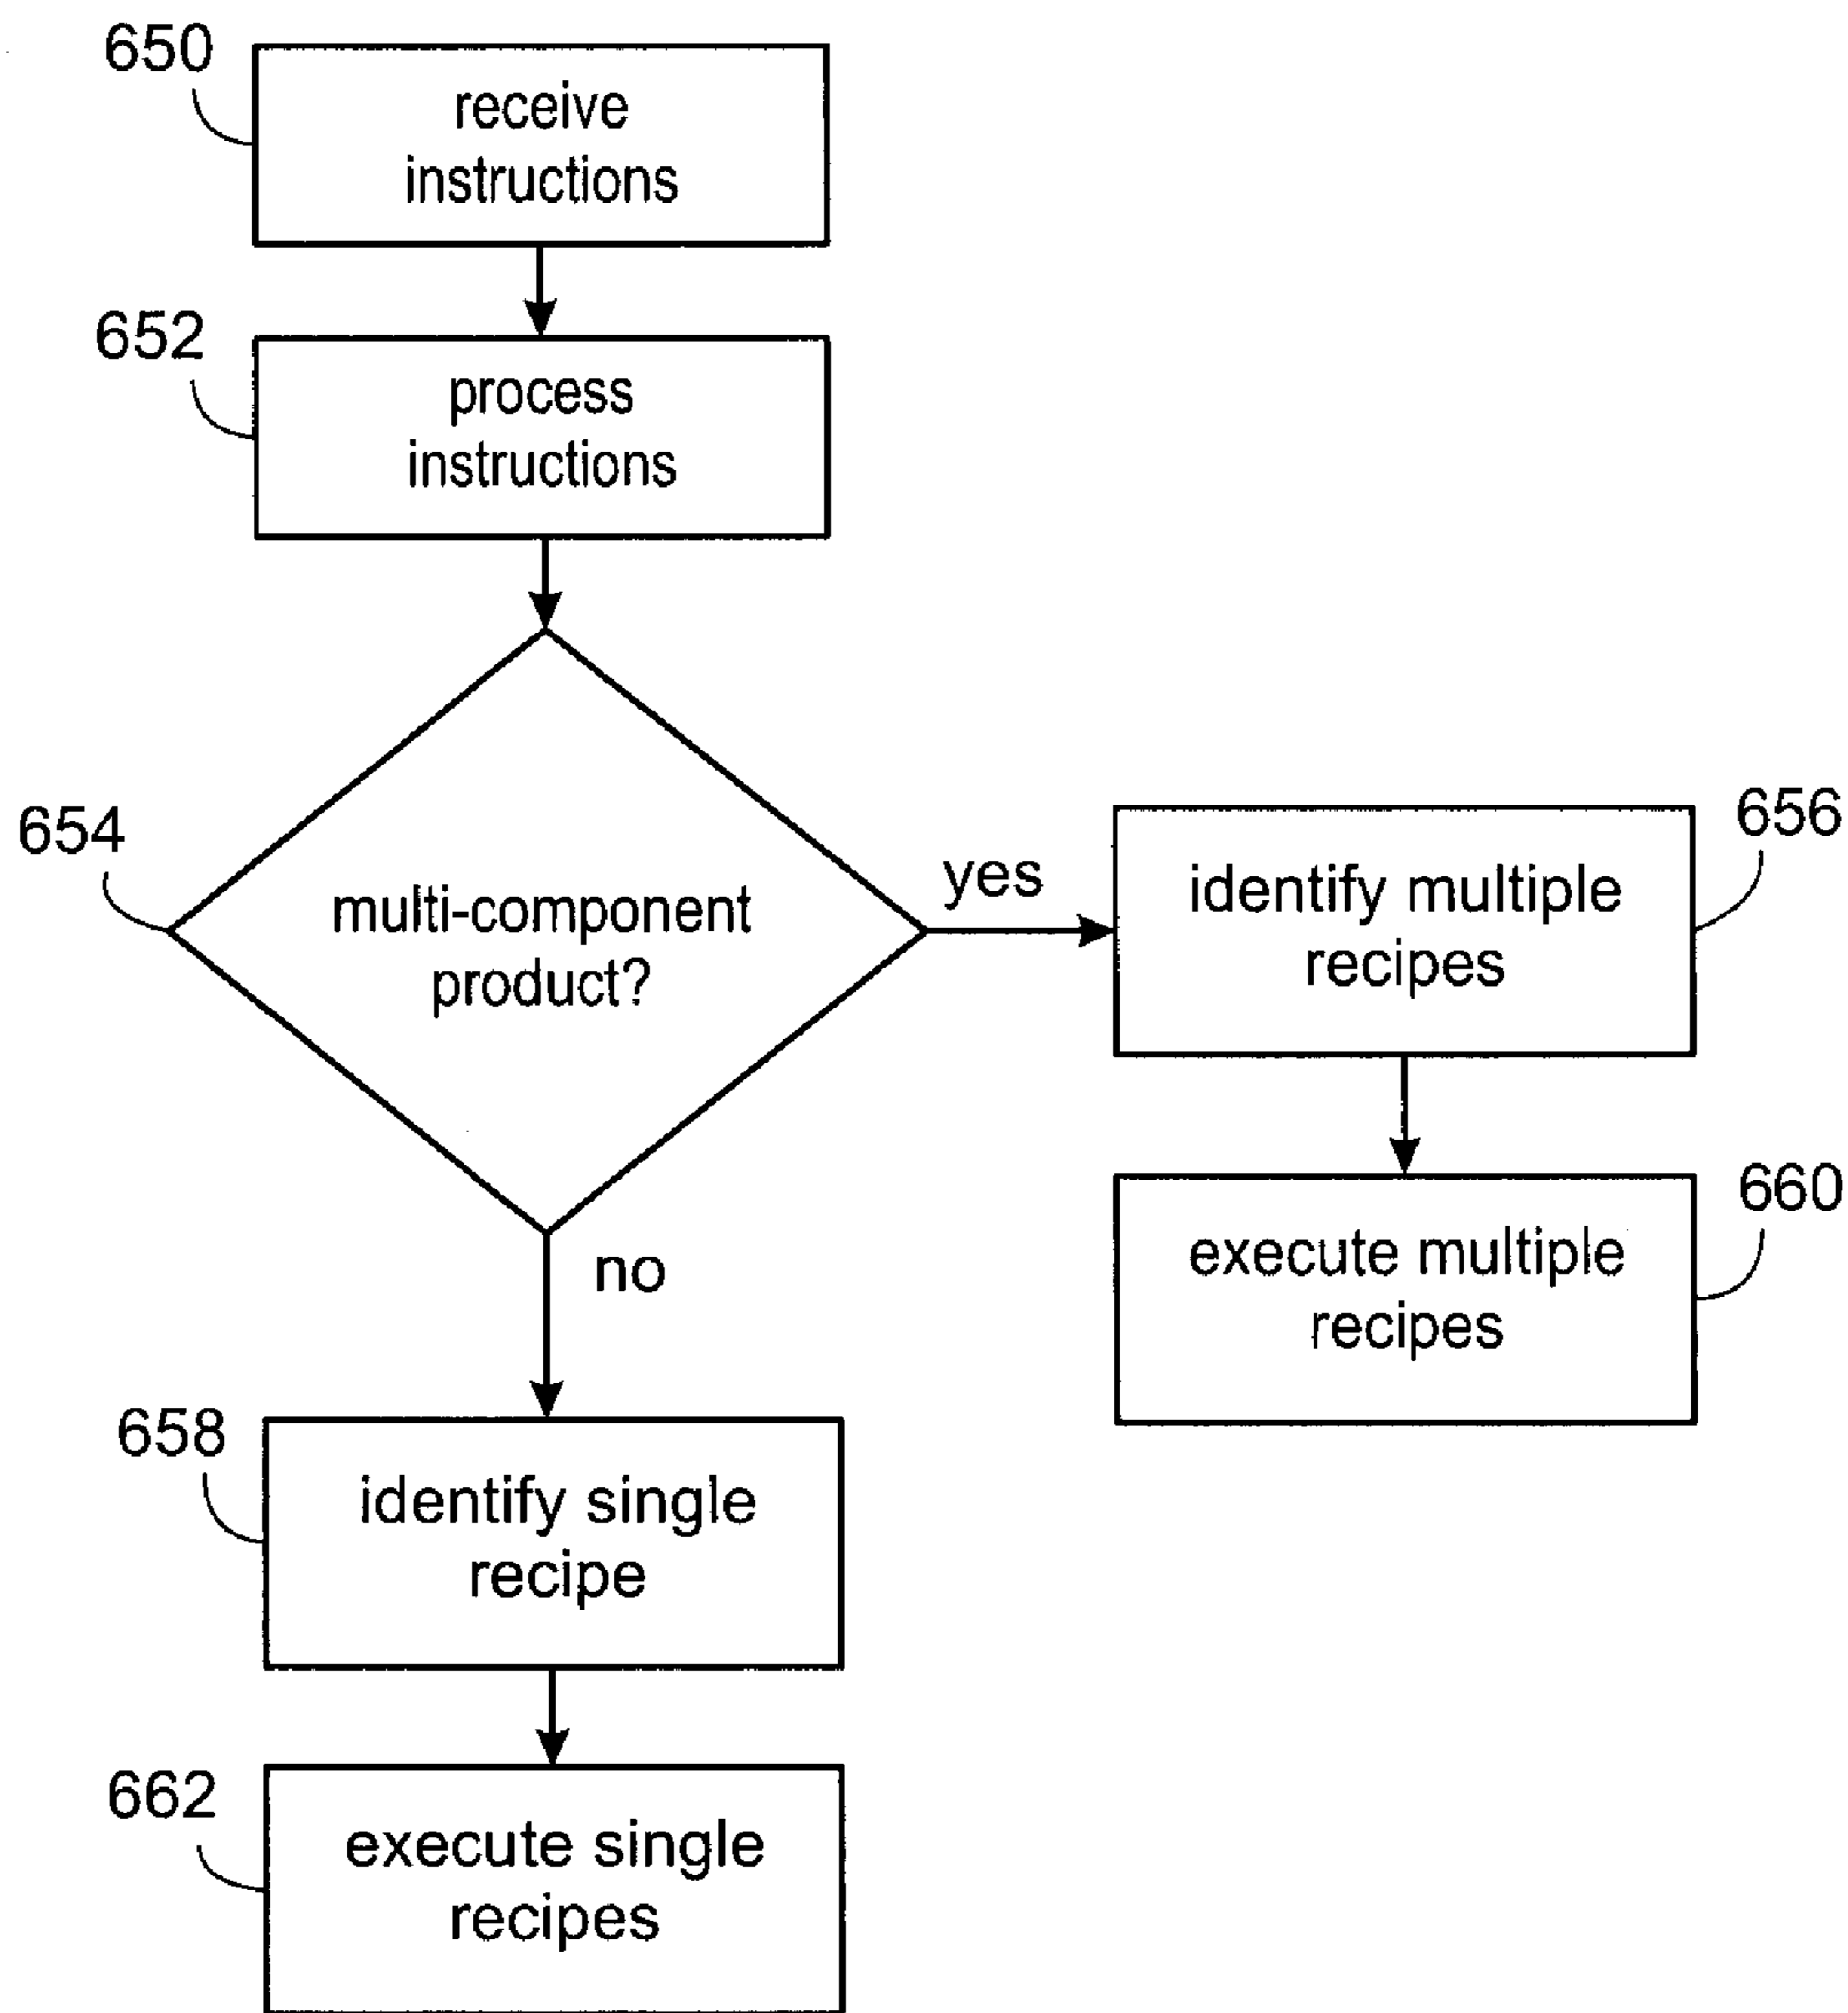 650
receive
instructions
652
process
instructions
654
multi-component
product?
yes
656
identify multiple
recipes
660
execute multiple
recipes
no
658
identify single
recipe
662
execute single
recipes